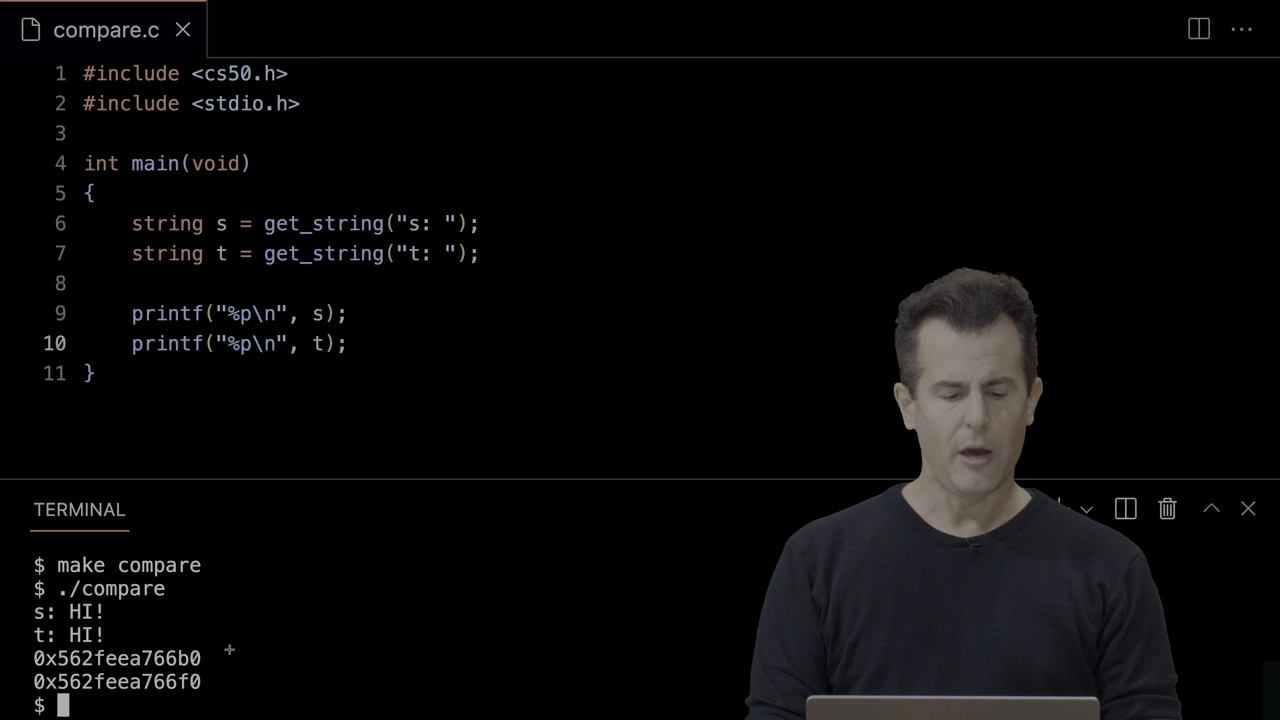 compare.c
1 #include <cs50.h>
2 #include <stdio.h>
3
4 int main(void)
5 {
6     string s = get_string("s: ");
7     string t = get_string("t: ");
8
9     printf("%p\n", s);
10     printf("%p\n", t);
11 }
TERMINAL
$ make compare
$ ./compare
s: HI!
t: HI!
0x562feea766b0
0x562feea766f0
$